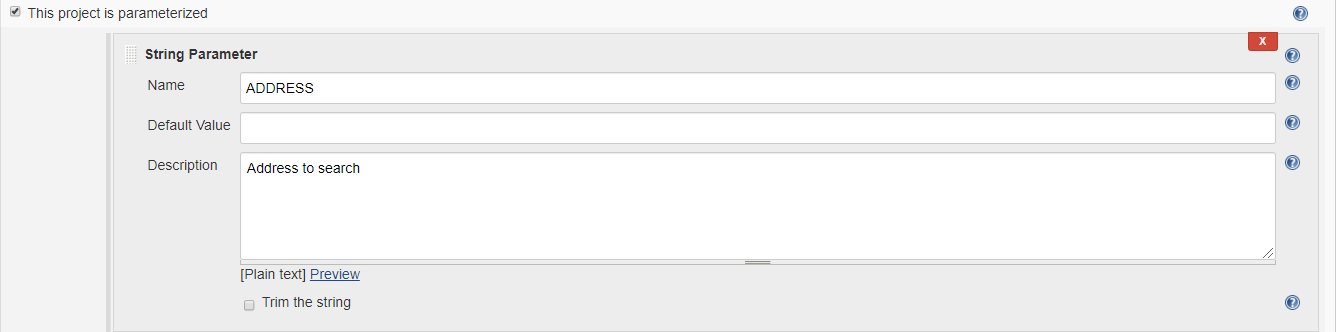 This project is parameterized
X
String Parameter
Name
ADDRESS
Default Value
Description
Address to search
[Plain text] Preview
Trim the string